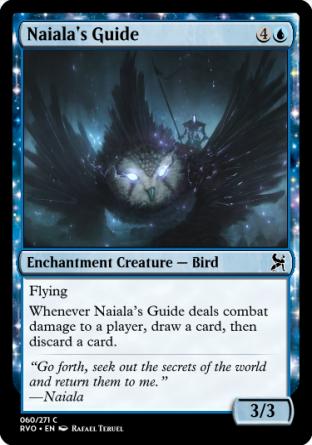 Naiala's Guide 4
Enchantment Creature — Bird
Flying
Whenever Naiala's Guide deals combat
damage to a player, draw a card, then
discard a card.
“Go forth, seek out the secrets of the world
and return them to me.”
—Naiala
3/3
060/271 C
RVO • EN Rafael Teruel